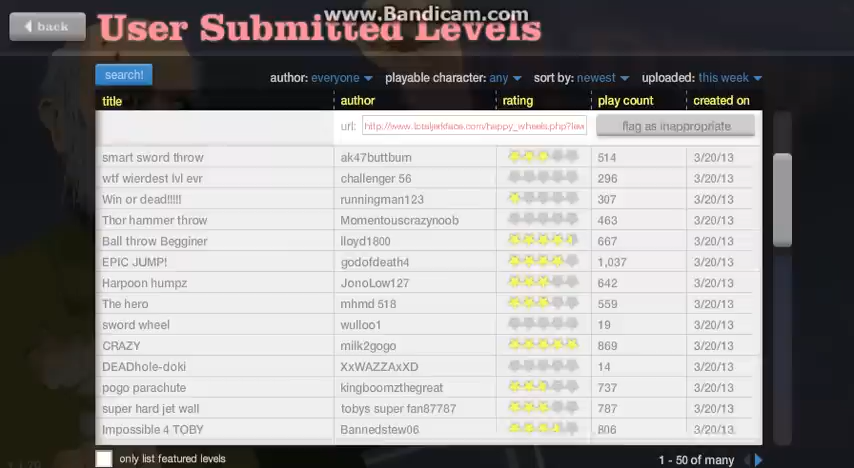 www.Bandicam.com
back
User Submitted Levels
search! author: everyone playable character: any sort by: newest uploaded: this week
title author rating play count created on
url: http://www.totaljerkface.com/happy_wheels.php?lev flag as inappropriate
smart sword throw ak47buttbum 514 3/20/13
wtf wierdest lvl evr challenger 56 296 3/20/13
Win or dead!!!!! runningman123 307 3/20/13
Thor hammer throw Momentouscrazynoob 463 3/20/13
Ball throw Begginer lloyd1800 667 3/20/13
EPIC JUMP! godofdeath4 1,037 3/20/13
Harpoon humpz JonoLow127 642 3/20/13
The hero mhmd 518 559 3/20/13
sword wheel wulloo1 19 3/20/13
CRAZY milk2gogo 869 3/20/13
DEADhole-doki XxWAZZAxXD 14 3/20/13
pogo parachute kingboomzthegreat 737 3/20/13
super hard jet wall tobys super fan87787 787 3/20/13
Impossible 4 TOBY Bannedstew06 806 3/20/13
only list featured levels 1 - 50 of many